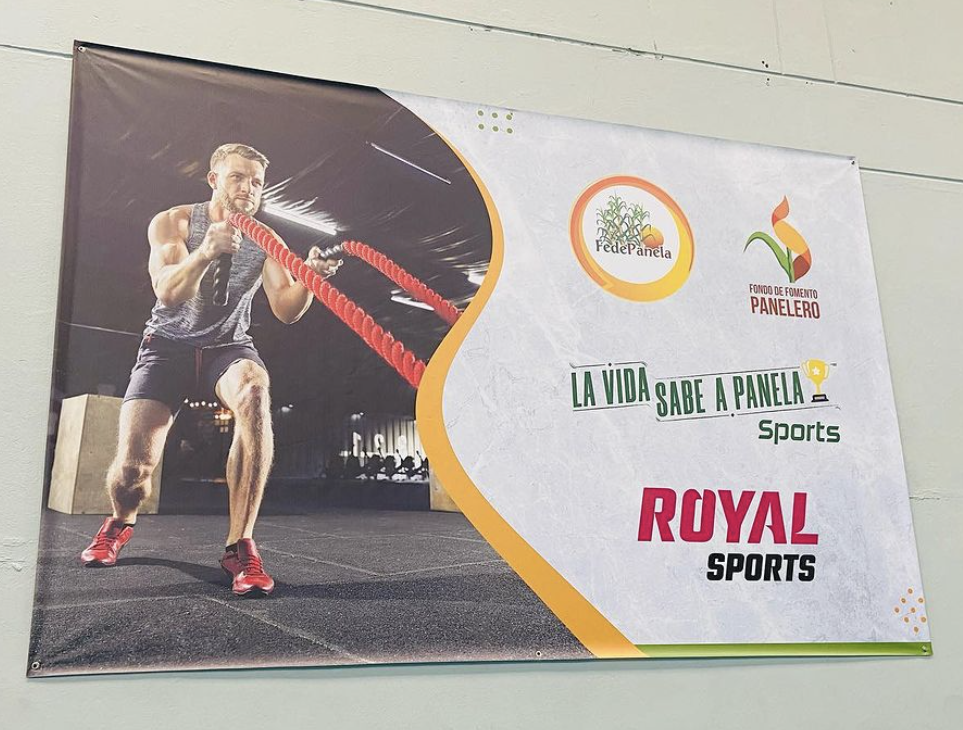 FedePanela
FONDO DE FOMENTO
PANELERO
LA VIDA SABE A PANELA
Sports
ROYAL
SPORTS